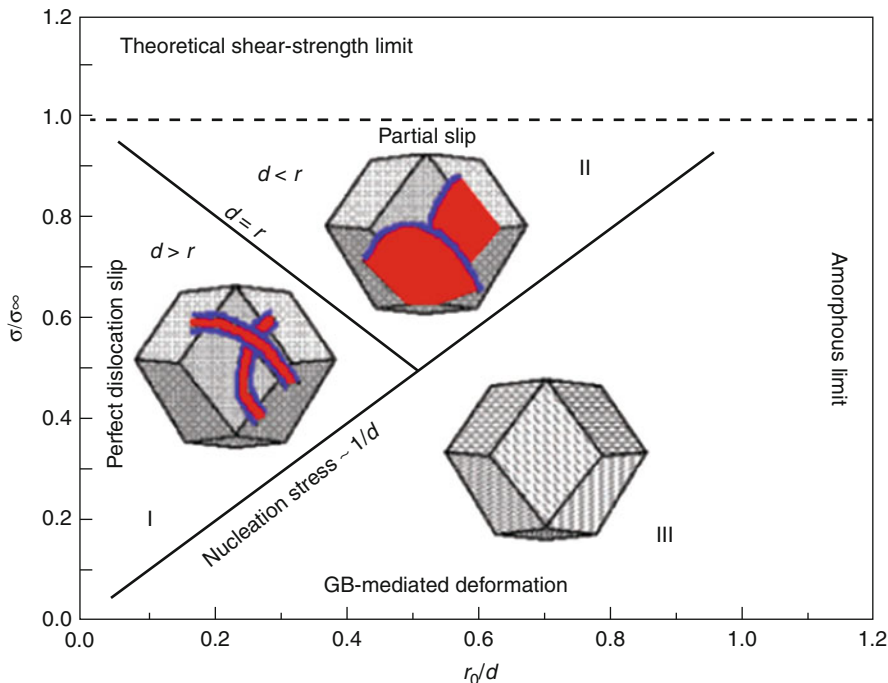 1.2
Theoretical shear-strength limit
1.0
Partial slip
II
d < r
0.8
d = r
d > r
Perfect dislocation slip
Amorphous limit
σ/σ∞
0.6
0.4
Nucleation stress ~ 1/d
I
III
0.2
GB-mediated deformation
0.0
0.0 0.2 0.4 0.6 0.8 1.0 1.2
r₀/d